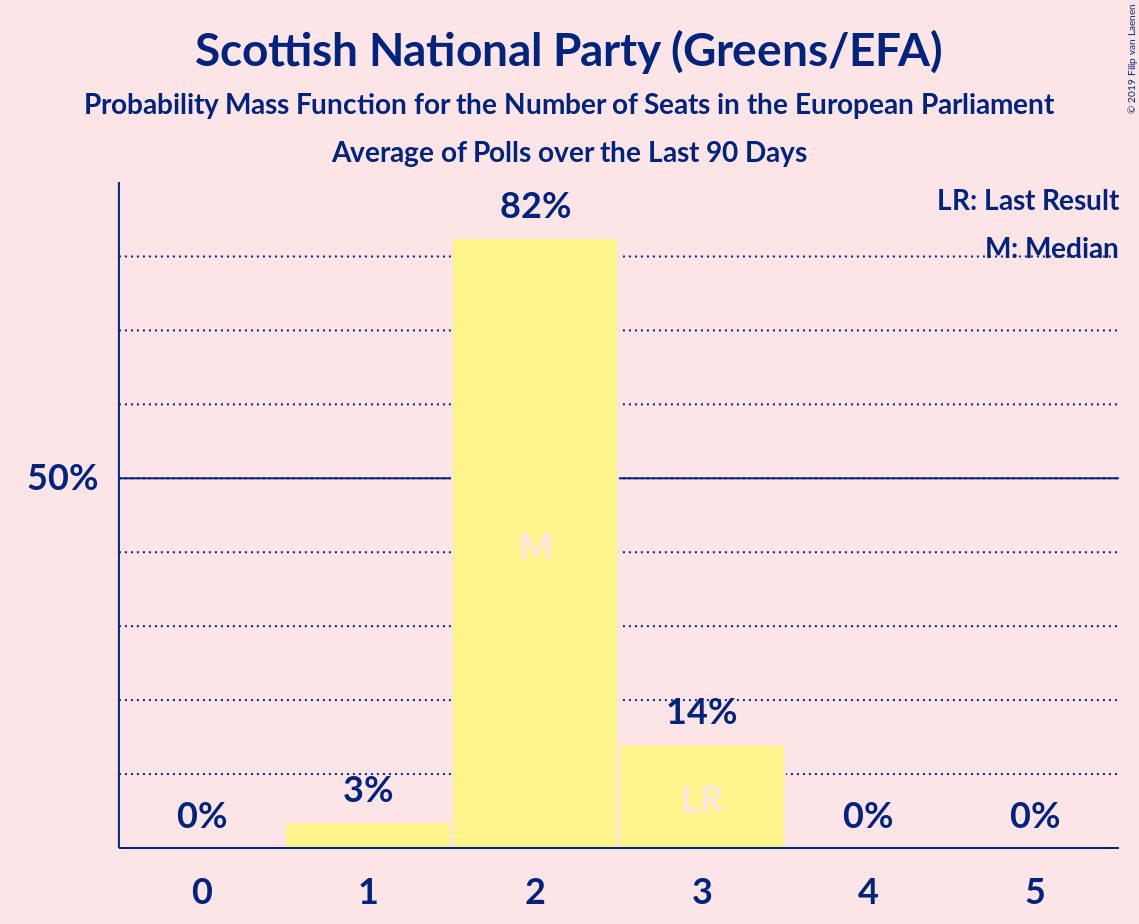 Scottish National Party (Greens/EFA)
Probability Mass Function for the Number of Seats in the European Parliament
Average of Polls over the Last 90 Days
© 2019 Filip van Laenen
LR: Last Result
M: Median
82%
50%
M
14%
LR
3%
0%
0%
0%
0 1 2 3 4 5